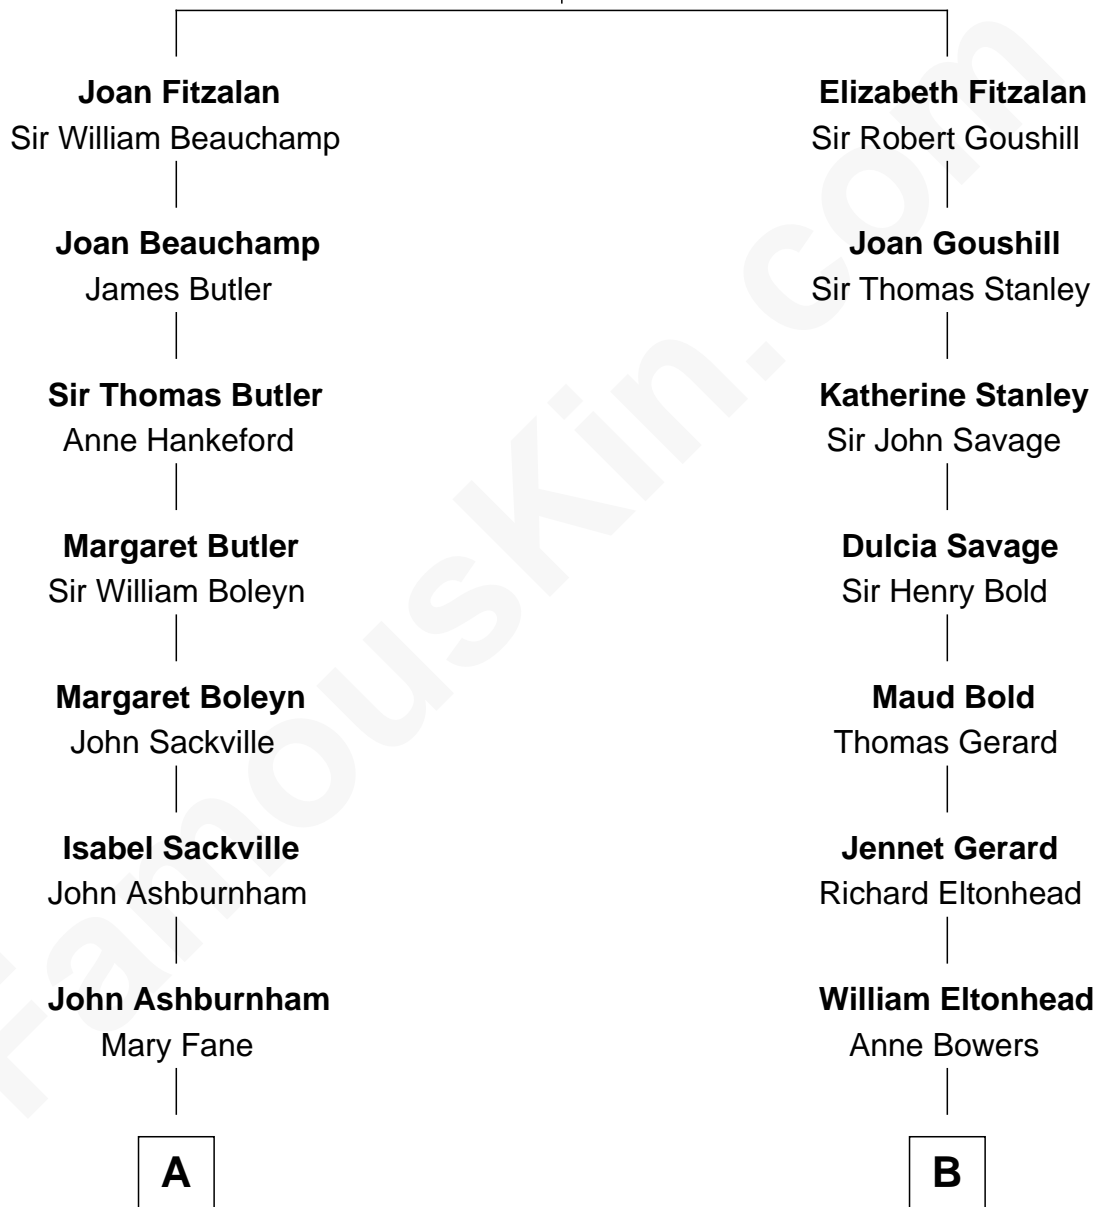 Joan Fitzalan
Sir William Beauchamp
Joan Beauchamp
James Butler
Sir Thomas Butler
Anne Hankeford
Margaret Butler
Sir William Boleyn
Margaret Boleyn
John Sackville
Isabel Sackville
John Ashburnham
John Ashburnham
Mary Fane
A
Elizabeth Fitzalan
Sir Robert Goushill
Joan Goushill
Sir Thomas Stanley
Katherine Stanley
Sir John Savage
Dulcia Savage
Sir Henry Bold
Maud Bold
Thomas Gerard
Jennet Gerard
Richard Eltonhead
William Eltonhead
Anne Bowers
B
FamousKin.com